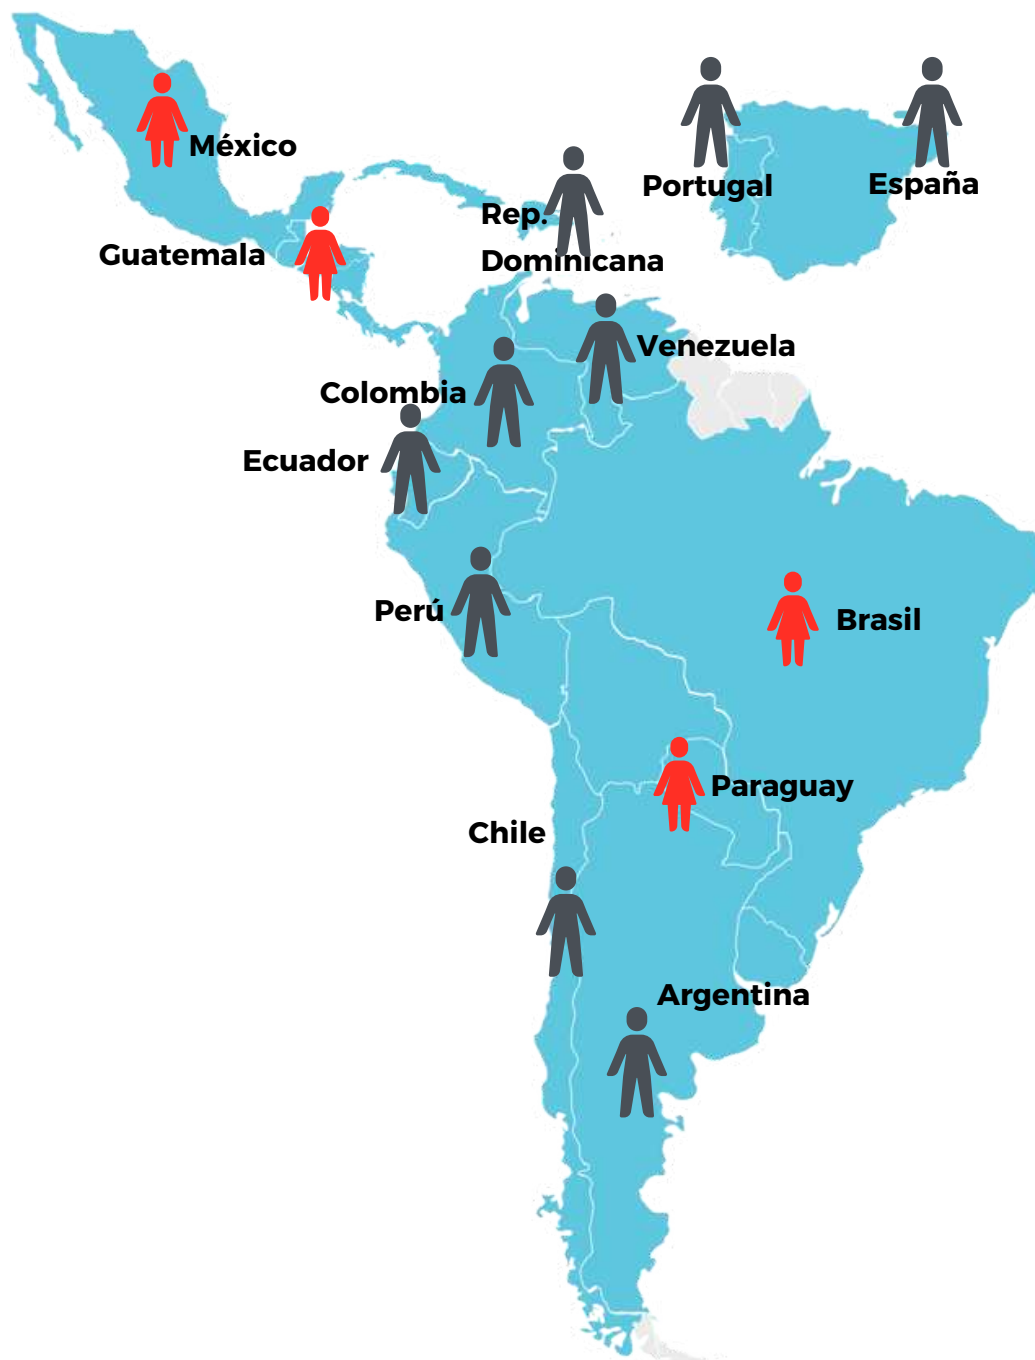 México
Portugal
España
Rep.
Dominicana
Guatemala
Venezuela
Colombia
Ecuador
Perú
Brasil
Paraguay
Chile
Argentina